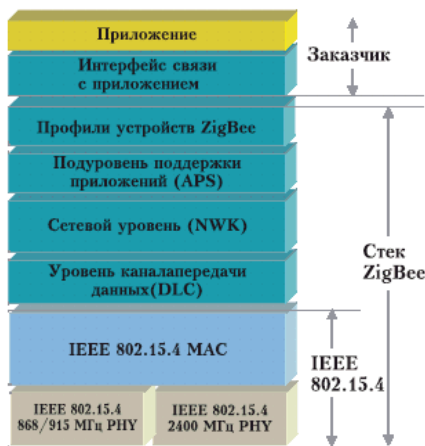 Приложение
Интерфейс связи
с приложением
Заказчик
Профили устройств ZigBee
Подуровень поддержки
приложений (APS)
Сетевой уровень (NWK)
Уровень каналапередачи
данных(DLC)
Стек
ZigBee
IEEE 802.15.4 MAC
IEEE
802.15.4
IEEE 802.15.4
868/915 МГц PHY
IEEE 802.15.4
2400 МГц PHY